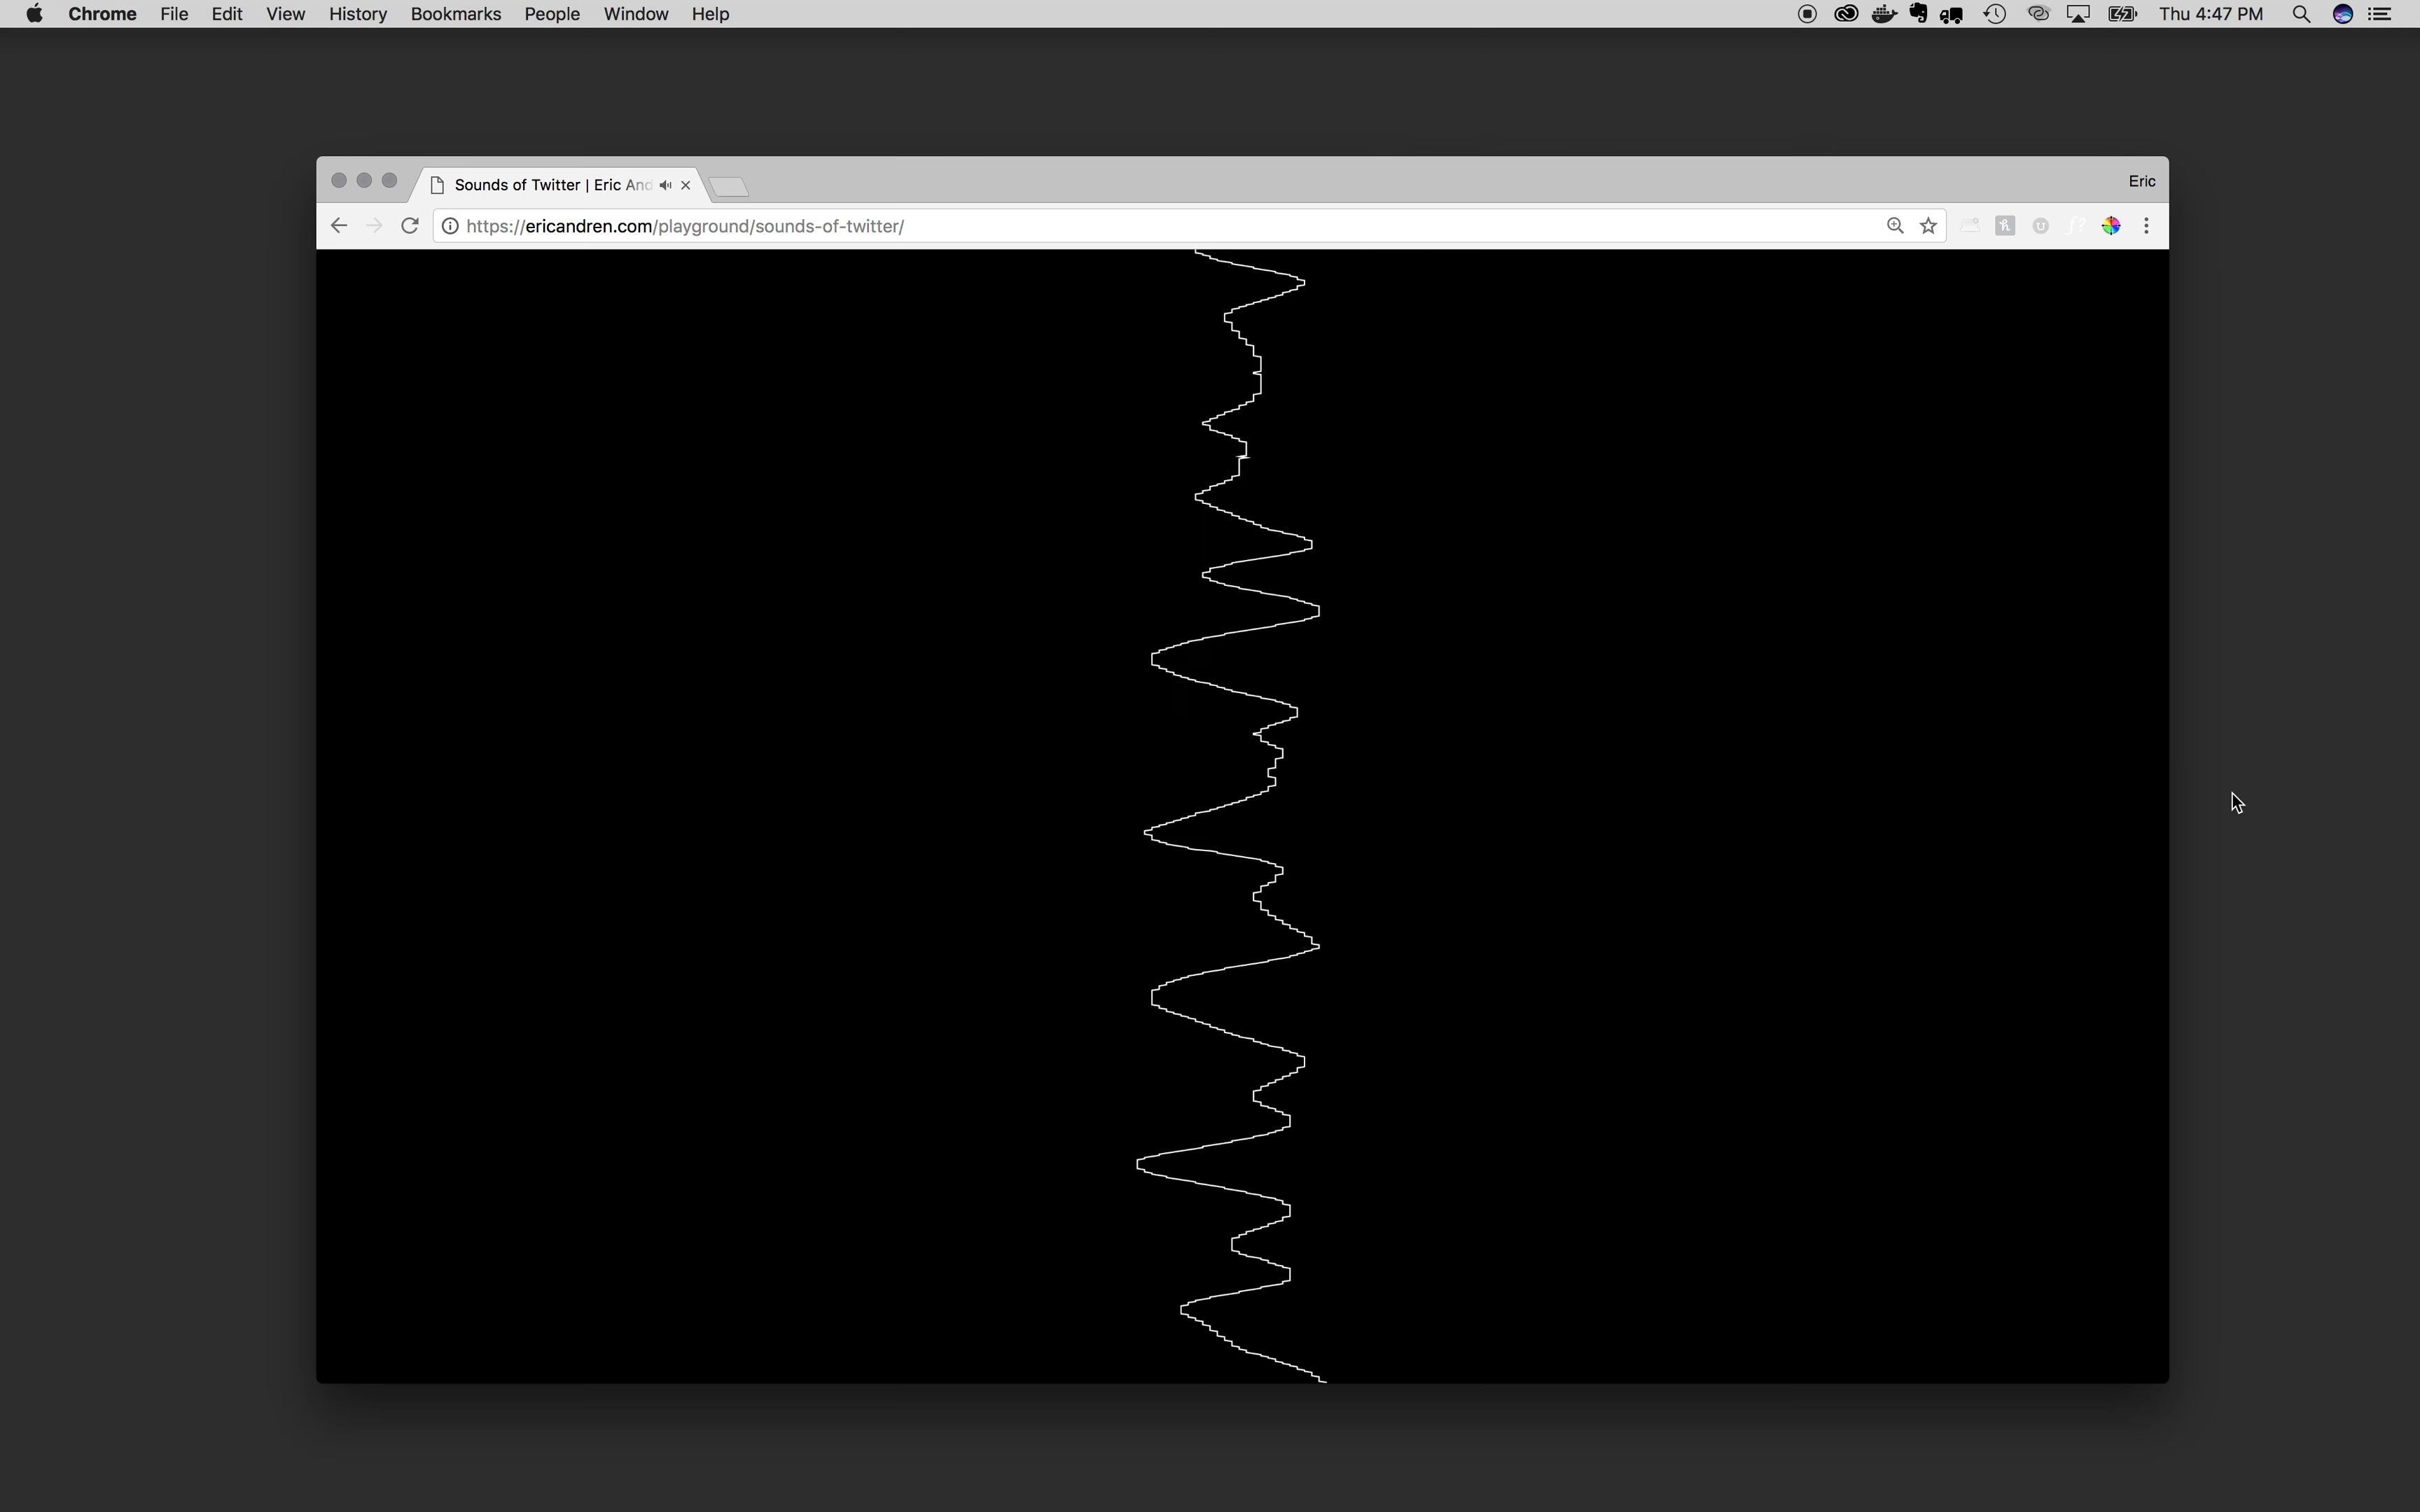 Chrome File Edit View History Bookmarks People Window Help Thu 4:47 PM
Sounds of Twitter | Eric And Eric
https://ericandren.com/playground/sounds-of-twitter/